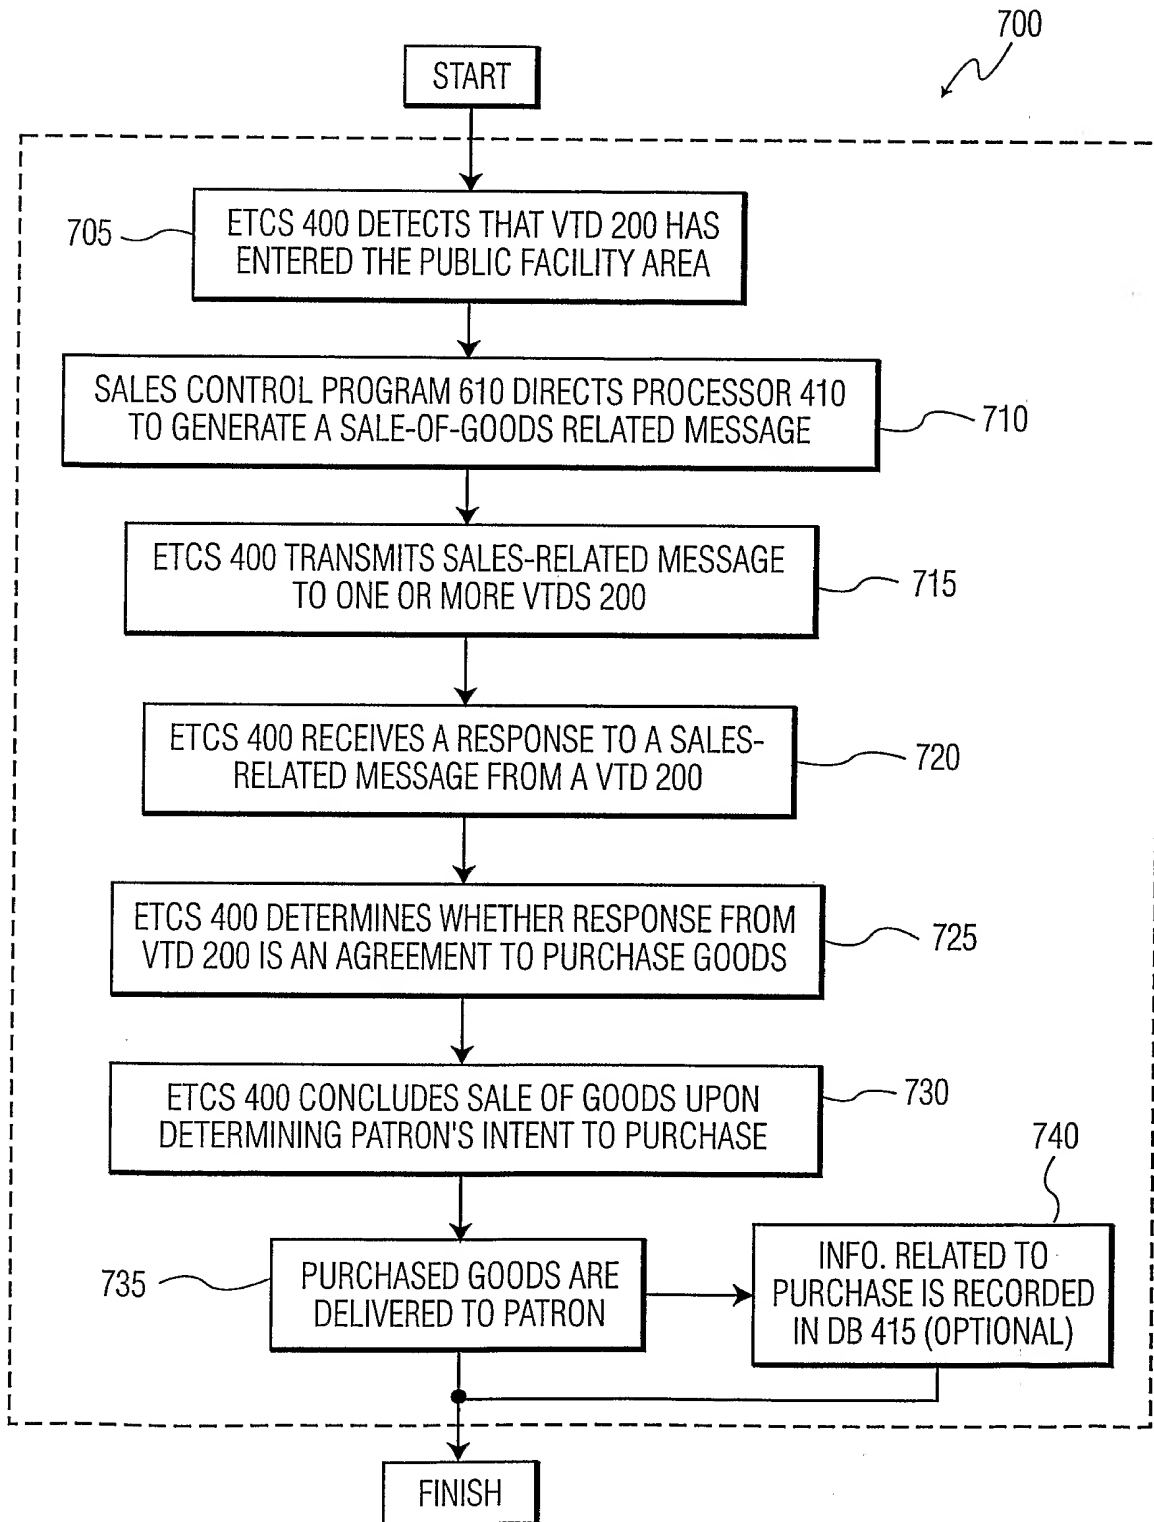 700
START
705
ETCS 400 DETECTS THAT VTD 200 HAS
ENTERED THE PUBLIC FACILITY AREA
SALES CONTROL PROGRAM 610 DIRECTS PROCESSOR 410
TO GENERATE A SALE-OF-GOODS RELATED MESSAGE
710
ETCS 400 TRANSMITS SALES-RELATED MESSAGE
TO ONE OR MORE VTDS 200
715
ETCS 400 RECEIVES A RESPONSE TO A SALES-
RELATED MESSAGE FROM A VTD 200
720
ETCS 400 DETERMINES WHETHER RESPONSE FROM
VTD 200 IS AN AGREEMENT TO PURCHASE GOODS
725
ETCS 400 CONCLUDES SALE OF GOODS UPON
DETERMINING PATRON'S INTENT TO PURCHASE
730
735
PURCHASED GOODS ARE
DELIVERED TO PATRON
740
INFO. RELATED TO
PURCHASE IS RECORDED
IN DB 415 (OPTIONAL)
FINISH